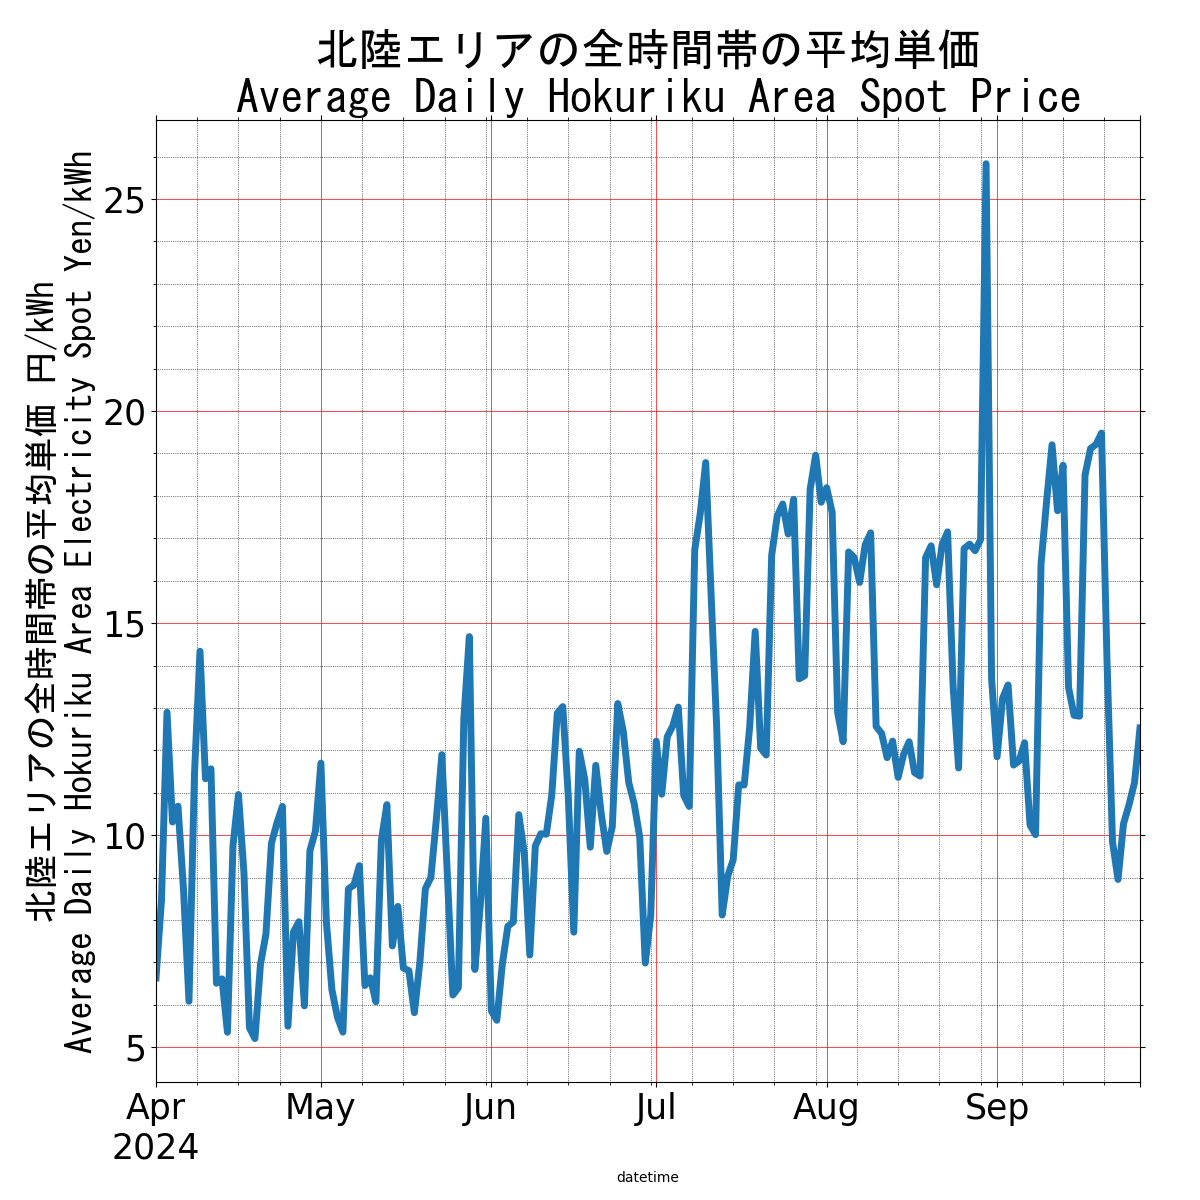 北陸エリアの全時間帯の平均単価
Average Daily Hokuriku Area Spot Price
北陸エリアの全時間帯の平均単価 円/kWh
Average Daily Hokuriku Area Electricity Spot Yen/kWh
25
20
15
10
5
Apr May Jun Jul Aug Sep
2024
datetime